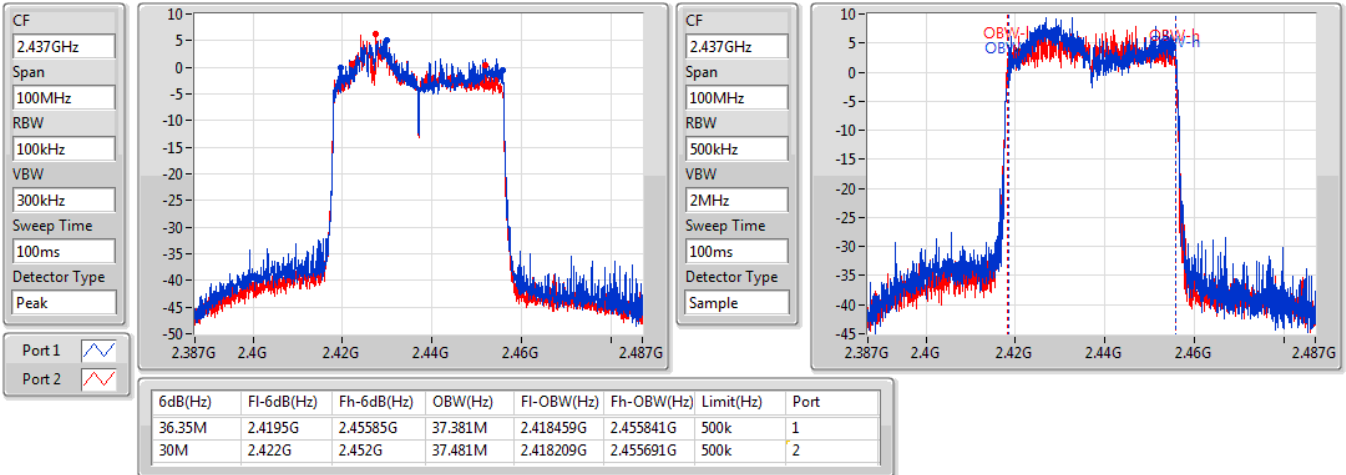 CF
2.437GHz
Span
100MHz
RBW
100kHz
VBW
300kHz
Sweep Time
100ms
Detector Type
Peak
Port 1
Port 2
10
5
0
-5
-10
-15
-20
-25
-30
-35
-40
-45
-50
2.387G 2.4G 2.42G 2.44G 2.46G 2.487G
CF
2.437GHz
Span
100MHz
RBW
500kHz
VBW
2MHz
Sweep Time
100ms
Detector Type
Sample
10
5
0
-5
-10
-15
-20
-25
-30
-35
-40
-45
2.387G 2.4G 2.42G 2.44G 2.46G 2.487G
OBW-h
6dB(Hz) Fl-6dB(Hz) Fh-6dB(Hz) OBW(Hz) Fl-OBW(Hz) Fh-OBW(Hz) Limit(Hz) Port
36.35M 2.4195G 2.45585G 37.381M 2.418459G 2.455841G 500k 1
30M 2.422G 2.452G 37.481M 2.418209G 2.455691G 500k 2